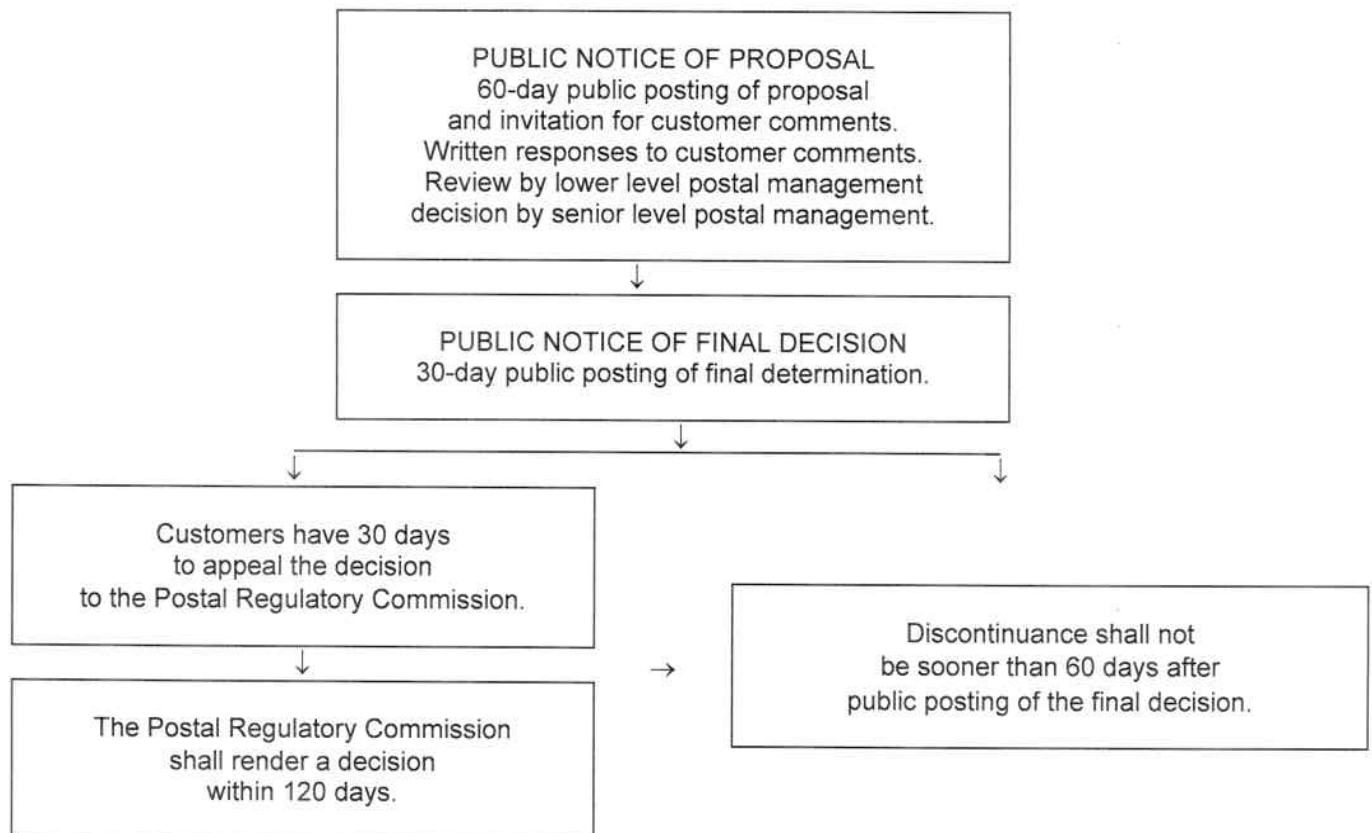 PUBLIC NOTICE OF PROPOSAL
60-day public posting of proposal
and invitation for customer comments.
Written responses to customer comments.
Review by lower level postal management
decision by senior level postal management.
PUBLIC NOTICE OF FINAL DECISION
30-day public posting of final determination.
Customers have 30 days
to appeal the decision
to the Postal Regulatory Commission.
The Postal Regulatory Commission
shall render a decision
within 120 days.
Discontinuance shall not
be sooner than 60 days after
public posting of the final decision.